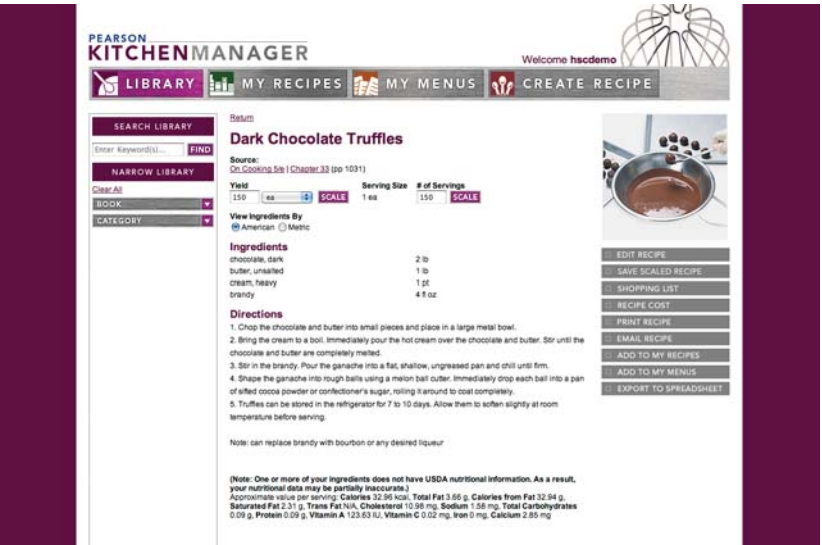 PEARSON
KITCHENMANAGER
Welcome hscdemo
LIBRARY MY RECIPES MY MENUS CREATE RECIPE
SEARCH LIBRARY
Enter Keyword(s)... FIND
NARROW LIBRARY
Clear All
BOOK
CATEGORY
Return
Dark Chocolate Truffles
Source:
On Cooking 5/e | Chapter 33 (pp 1031)
Yield Serving Size # of Servings
150 ea SCALE 1 ea 150 SCALE
View Ingredients By
American Metric
Ingredients
chocolate, dark 2 lb
butter, unsalted 1 lb
cream, heavy 1 pt
brandy 4 fl oz
Directions
1. Chop the chocolate and butter into small pieces and place in a large metal bowl.
2. Bring the cream to a boil. Immediately pour the hot cream over the chocolate and butter. Stir until the
chocolate and butter are completely melted.
3. Stir in the brandy. Pour the ganache into a flat, shallow, ungreased pan and chill until firm.
4. Shape the ganache into rough balls using a melon ball cutter. Immediately drop each ball into a pan
of sifted cocoa powder or confectioner's sugar, rolling it around to coat completely.
5. Truffles can be stored in the refrigerator for 7 to 10 days. Allow them to soften slightly at room
temperature before serving.
Note: can replace brandy with bourbon or any desired liqueur
(Note: One or more of your ingredients does not have USDA nutritional information. As a result,
your nutritional data may be partially inaccurate.)
Approximate value per serving: Calories 32.96 kcal, Total Fat 3.66 g, Calories from Fat 32.94 g,
Saturated Fat 2.31 g, Trans Fat N/A, Cholesterol 10.98 mg, Sodium 1.56 mg, Total Carbohydrates
0.09 g, Protein 0.09 g, Vitamin A 123.63 IU, Vitamin C 0.02 mg, Iron 0 mg, Calcium 2.85 mg
EDIT RECIPE
SAVE SCALED RECIPE
SHOPPING LIST
RECIPE COST
PRINT RECIPE
EMAIL RECIPE
ADD TO MY RECIPES
ADD TO MY MENUS
EXPORT TO SPREADSHEET